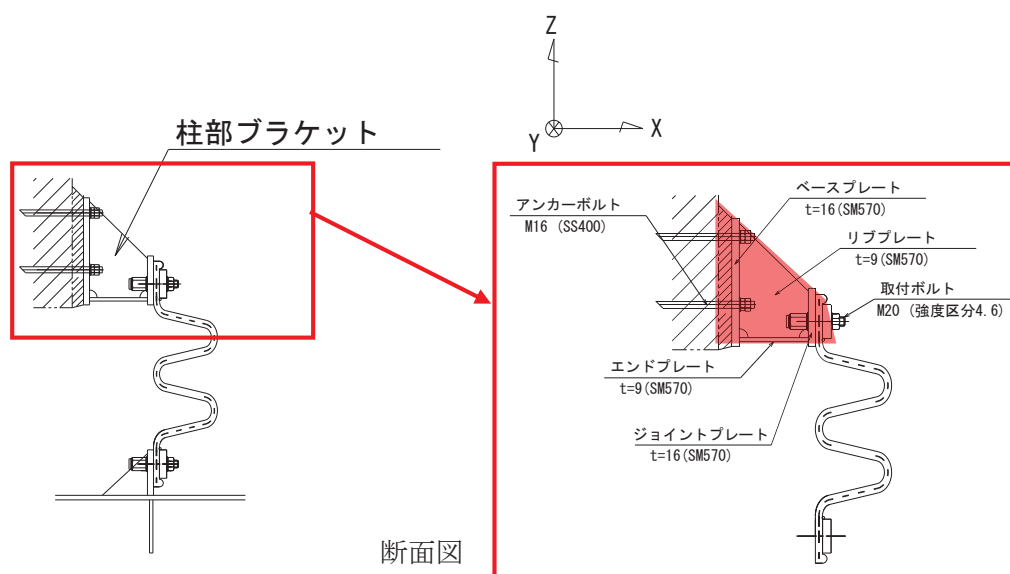 Z
X
Y
柱部ブラケット
ベースプレート
t=16(SM570)
アンカーボルト
M16 (SS400)
リブプレート
t=9(SM570)
取付ボルト
M20 (強度区分4.6)
エンドプレート
t=9(SM570)
ジョイントプレート
t=16(SM570)
断面図